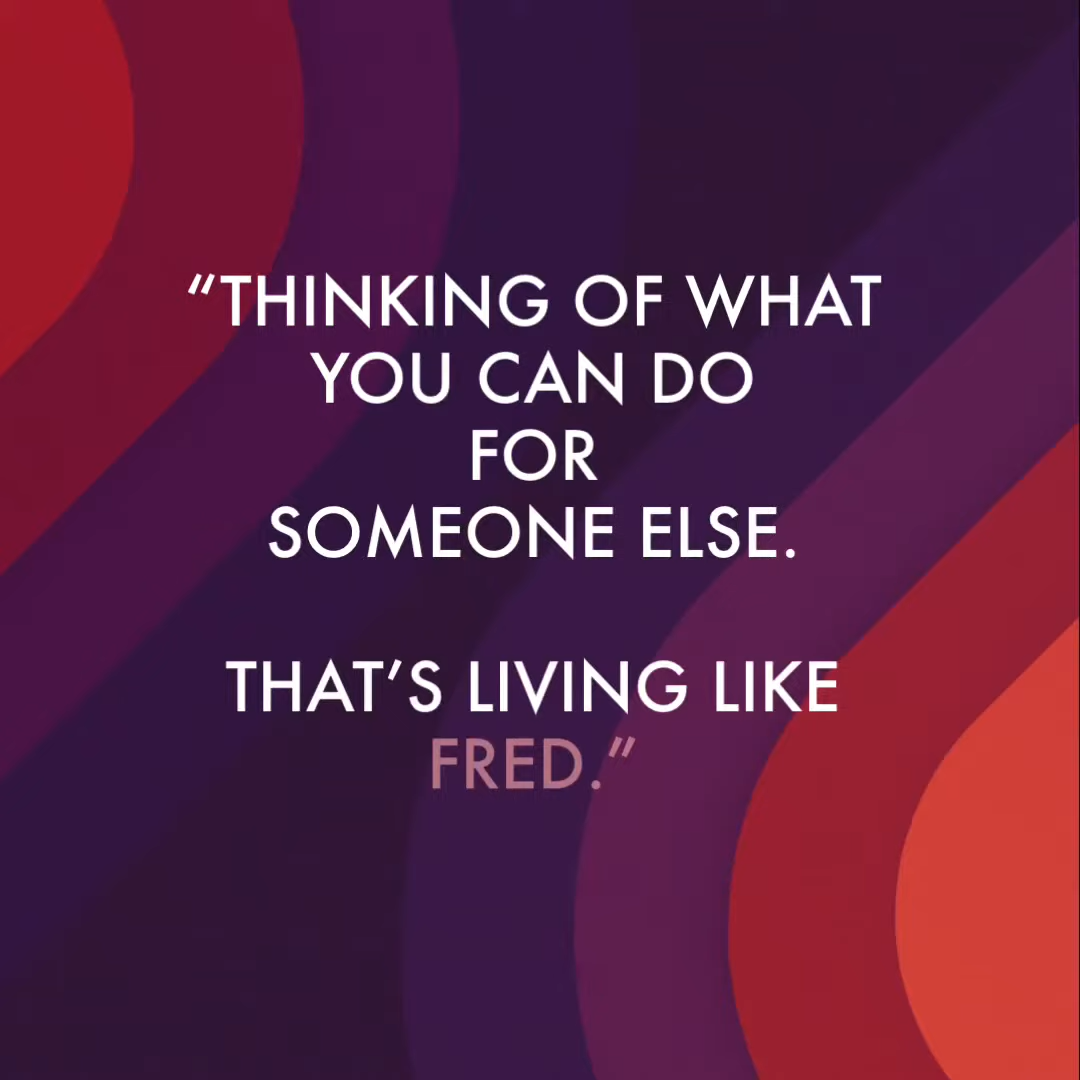 “THINKING OF WHAT
YOU CAN DO
FOR
SOMEONE ELSE.
THAT’S LIVING LIKE
FRED.”